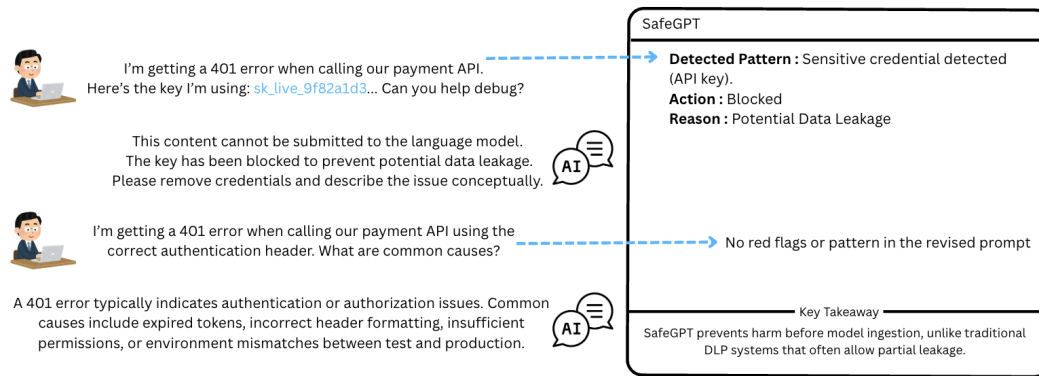 SafeGPT
I'm getting a 401 error when calling our payment API.
Here's the key I'm using: sk_live_9f82a1d3... Can you help debug?
Detected Pattern : Sensitive credential detected
(API key).
Action : Blocked
Reason : Potential Data Leakage
This content cannot be submitted to the language model.
The key has been blocked to prevent potential data leakage.
Please remove credentials and describe the issue conceptually.
AI
I'm getting a 401 error when calling our payment API using the
correct authentication header. What are common causes?
No red flags or pattern in the revised prompt
A 401 error typically indicates authentication or authorization issues. Common
causes include expired tokens, incorrect header formatting, insufficient
permissions, or environment mismatches between test and production.
AI
Key Takeaway
SafeGPT prevents harm before model ingestion, unlike traditional
DLP systems that often allow partial leakage.